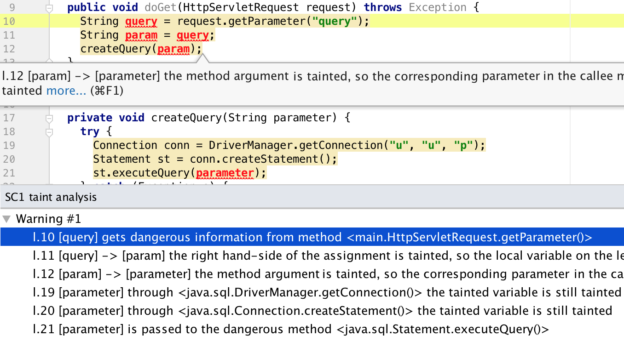 9 public void doGet(HttpServletRequest request) throws Exception {
10 String query = request.getParameter("query");
11 String param = query;
12 createQuery(param);
l.12 [param] –> [parameter] the method argument is tainted, so the corresponding parameter in the callee m
tainted more... (⌘F1)
17 private void createQuery(String parameter) {
18 try {
19 Connection conn = DriverManager.getConnection("u", "u", "p");
20 Statement st = conn.createStatement();
21 st.executeQuery(parameter);
SC1 taint analysis
Warning #1
l.10 [query] gets dangerous information from method <main.HttpServletRequest.getParameter()>
l.11 [query] –> [param] the right hand-side of the assignment is tainted, so the local variable on the le
l.12 [param] –> [parameter] the method argument is tainted, so the corresponding parameter in the ca
l.19 [parameter] through <java.sql.DriverManager.getConnection()> the tainted variable is still tainted
l.20 [parameter] through <java.sql.Connection.createStatement()> the tainted variable is still tainted
l.21 [parameter] is passed to the dangerous method <java.sql.Statement.executeQuery()>